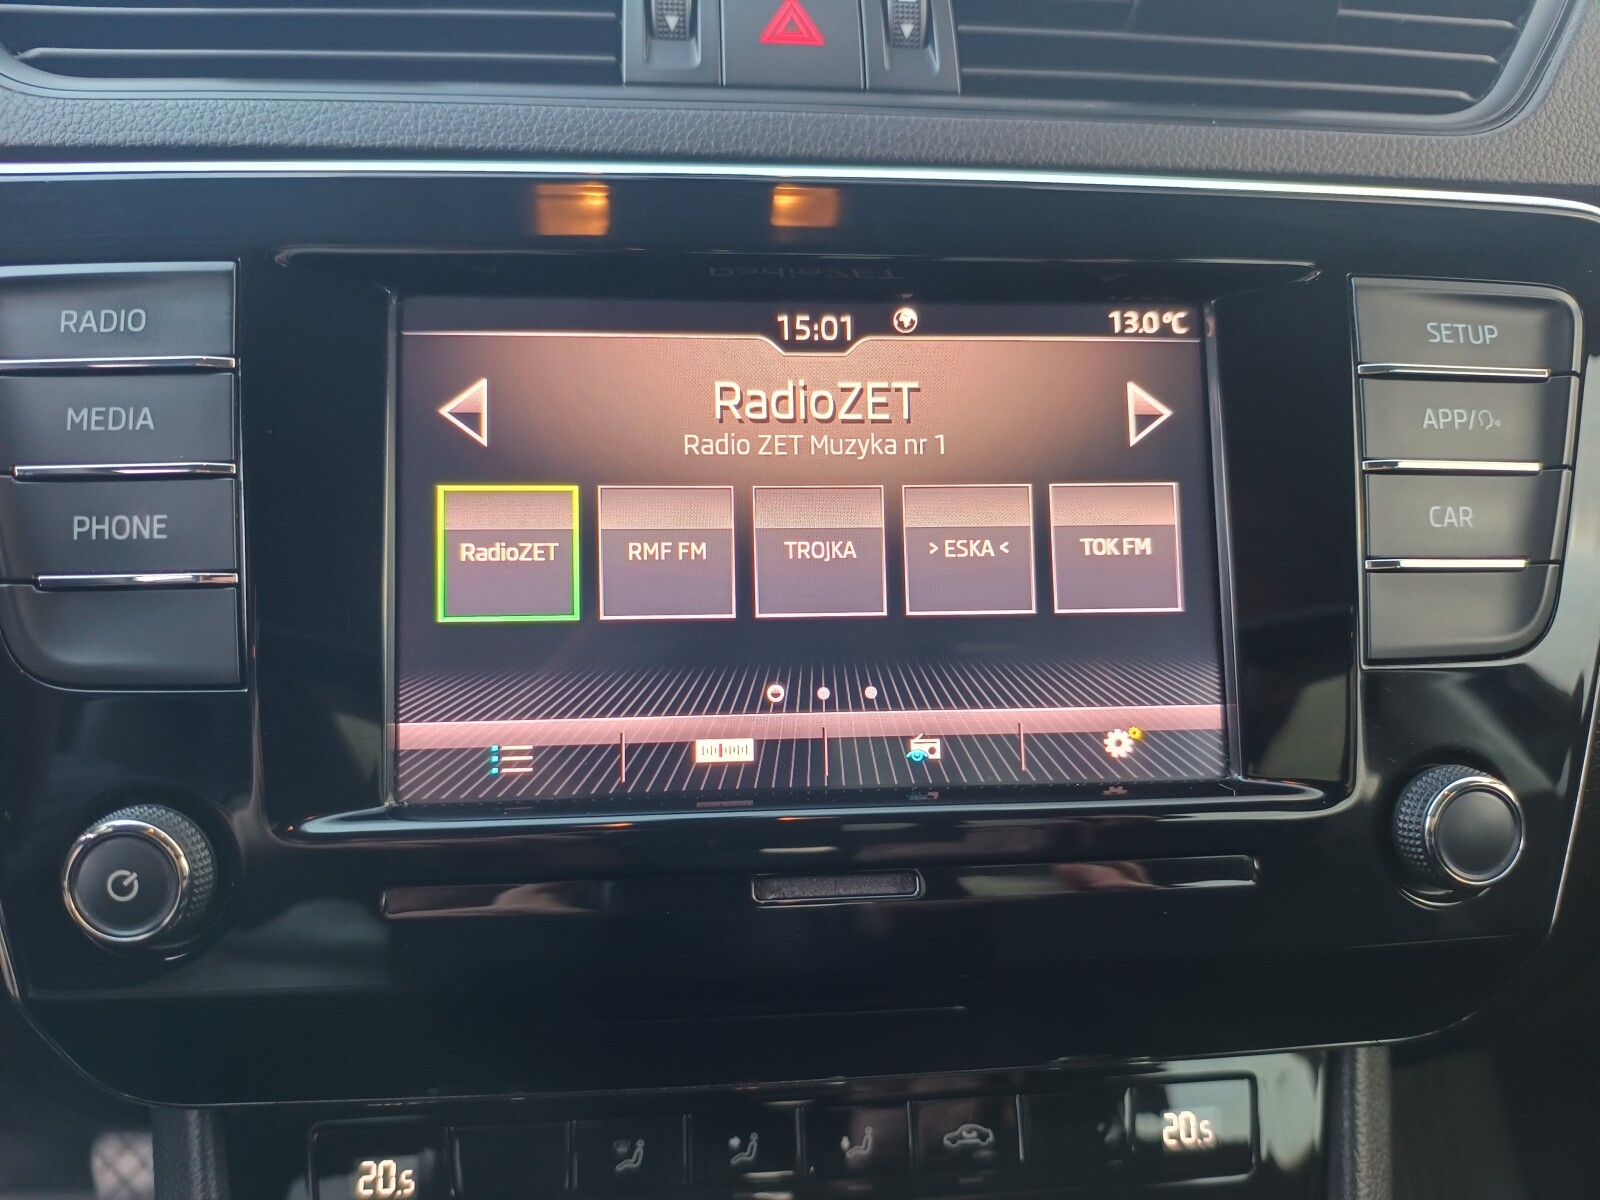 RADIO
MEDIA
PHONE
15:01
13.0°C
RadioZET
Radio ZET Muzyka nr 1
RadioZET
RMF FM
TROJKA
> ESKA <
TOK FM
SETUP
APP/
CAR
20.5
20.5